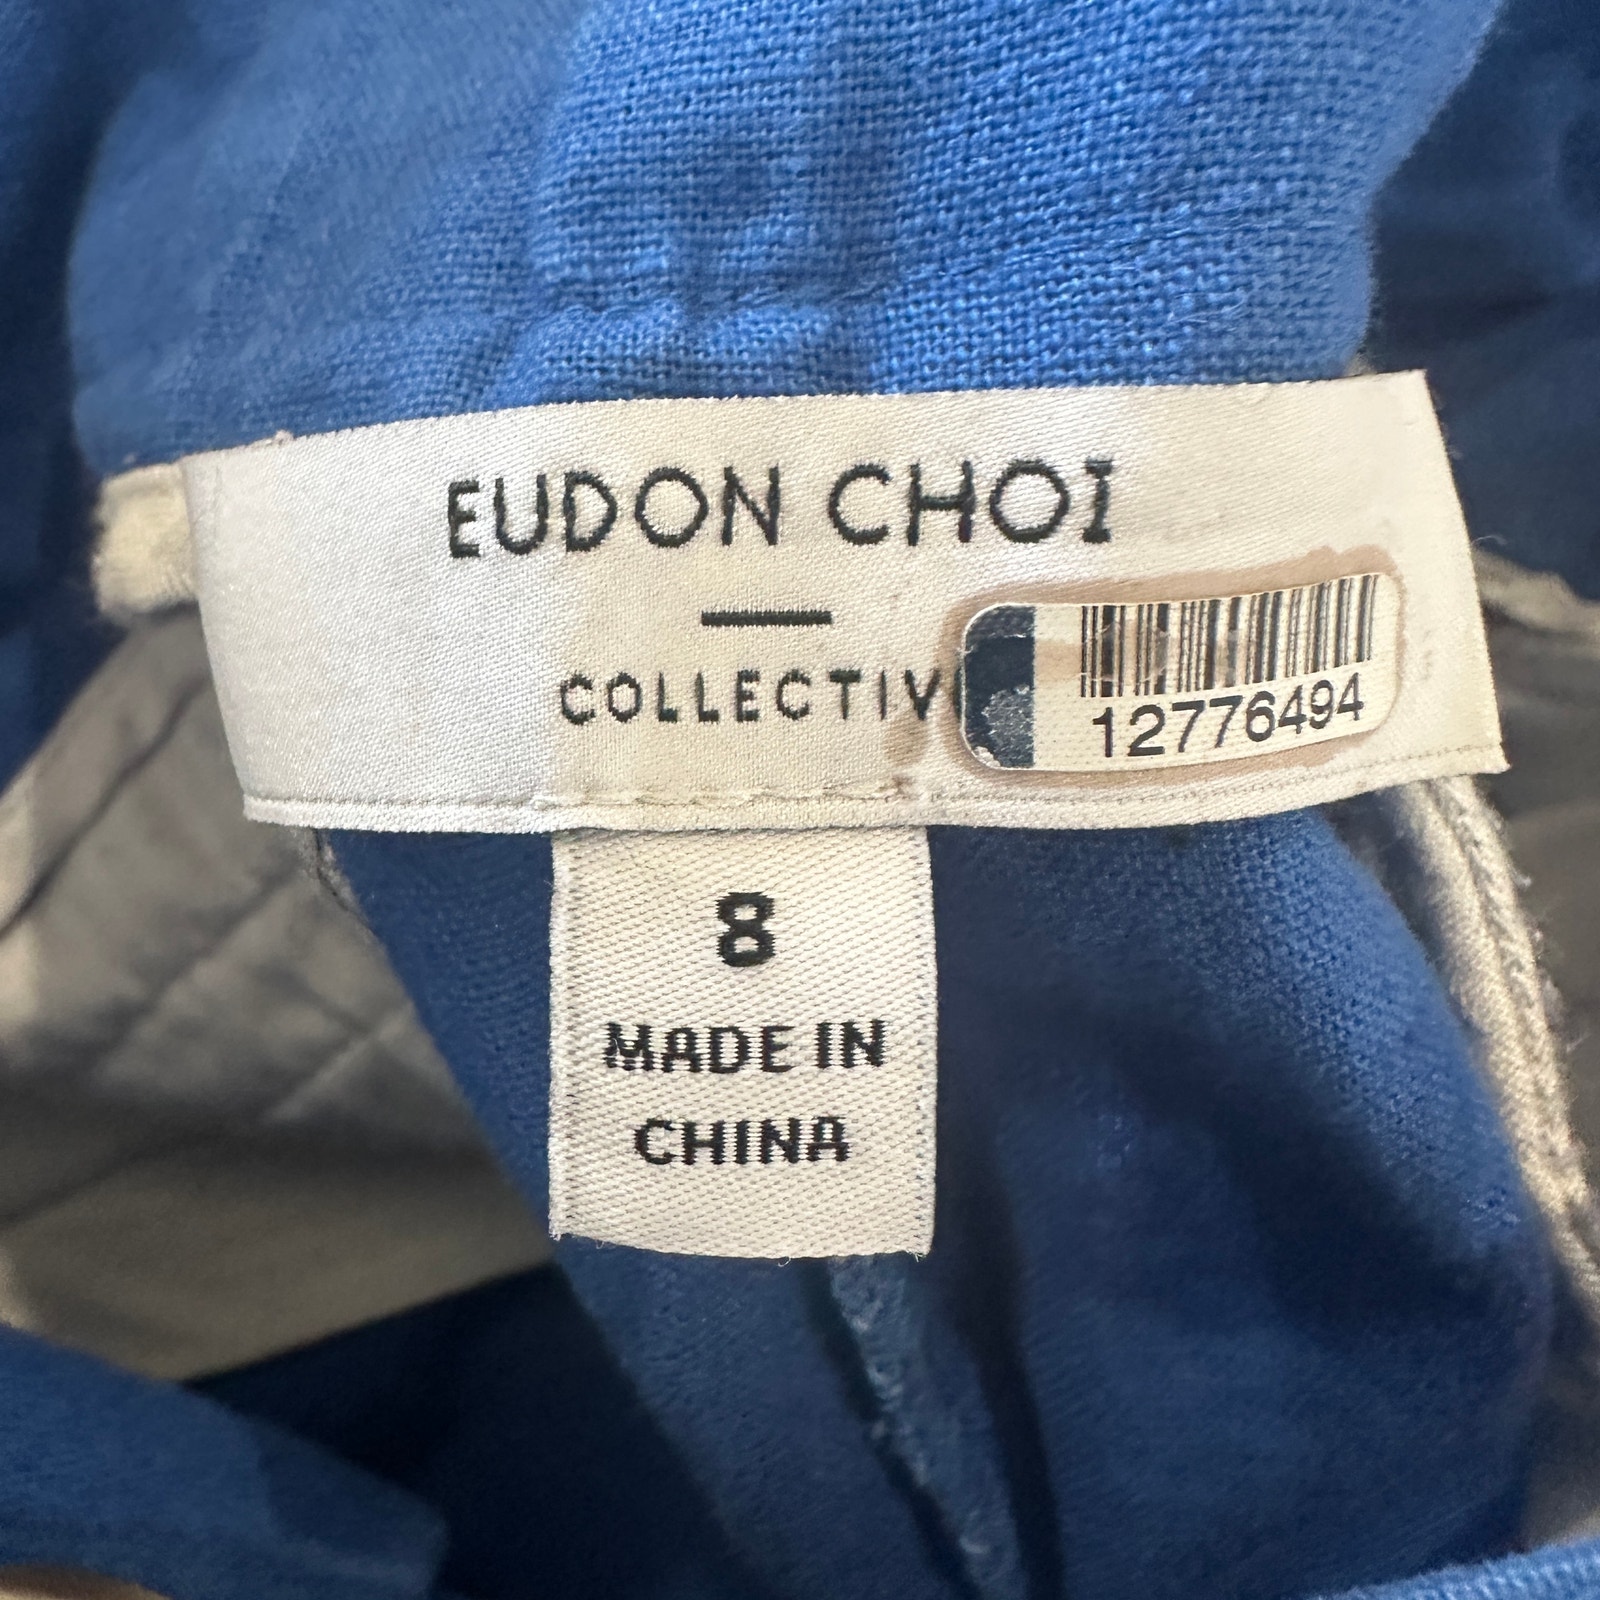 EUDON CHOI
COLLECTIV
12776494
8
MADE IN
CHINA